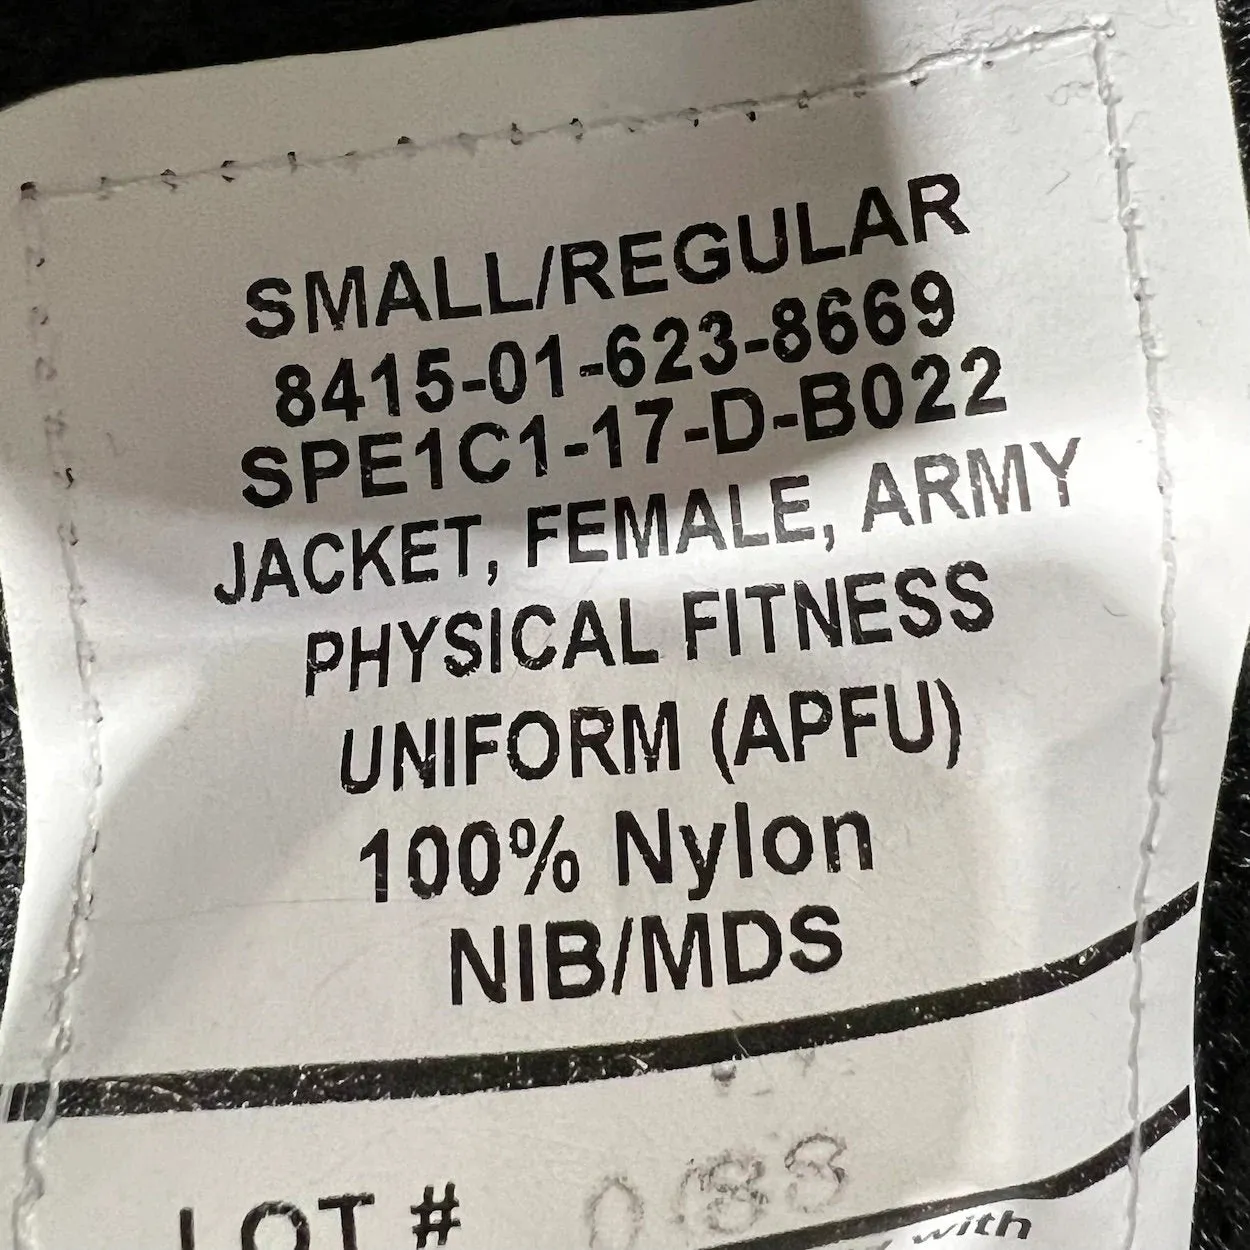 SMALL/REGULAR
8415-01-623-8669
SPE1C1-17-D-B022
JACKET, FEMALE, ARMY
PHYSICAL FITNESS
UNIFORM (APFU)
100% Nylon
NIB/MDS
LOT #
with